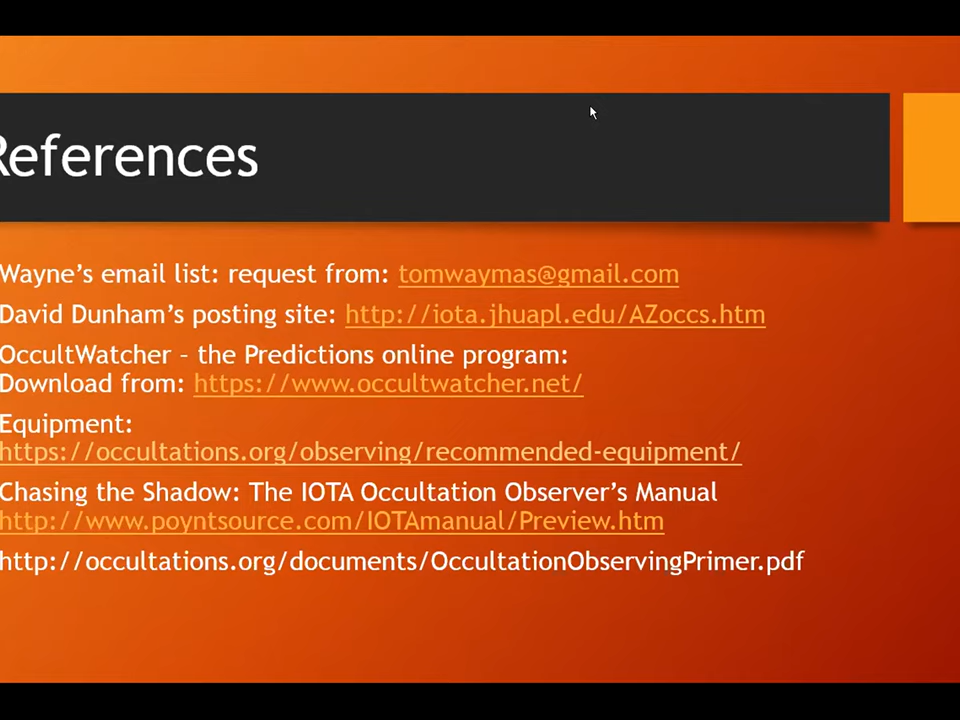 References
Wayne's email list: request from: tomwaymas@gmail.com
David Dunham's posting site: http://iota.jhuapl.edu/AZoccs.htm
OccultWatcher – the Predictions online program:
Download from: https://www.occultwatcher.net/
Equipment:
https://occultations.org/observing/recommended-equipment/
Chasing the Shadow: The IOTA Occultation Observer's Manual
http://www.poyntsource.com/IOTAmanual/Preview.htm
http://occultations.org/documents/OccultationObservingPrimer.pdf